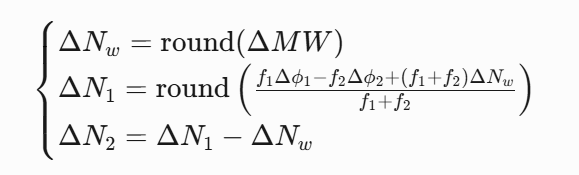 ΔN_w = round(ΔMW)
ΔN_1 = round((f_1Δϕ_1−f_2Δϕ_2+(f_1+f_2)ΔN_w)/(f_1+f_2))
ΔN_2 = ΔN_1 − ΔN_w